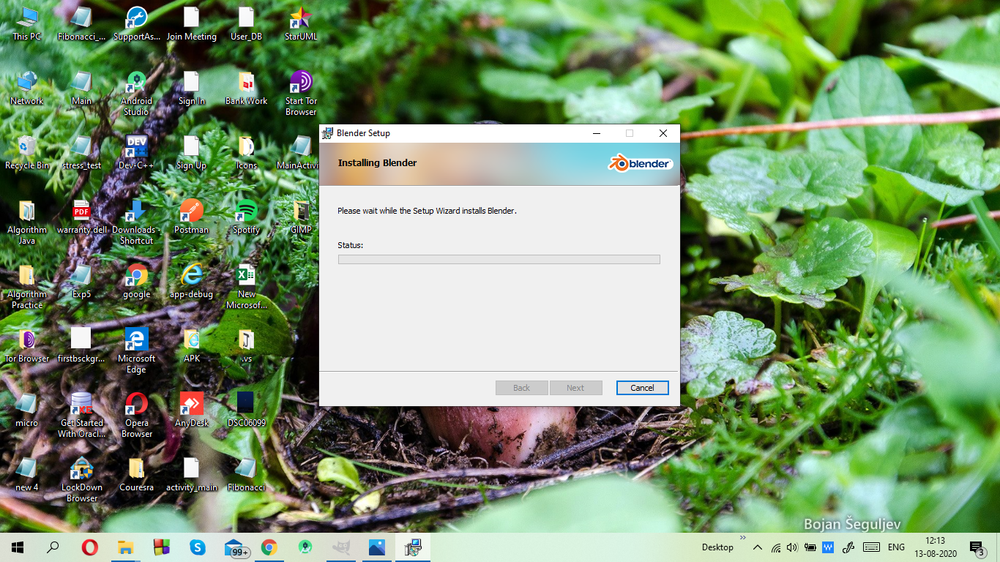 This PC
Fibonacci_...
SupportAs...
Join Meeting
User_DB
StarUML
Network
Main
Android
Studio
Sign In
Bank Work
Start Tor
Browser
Recycle Bin
stress_test
DEV
Dev-C++
Sign Up
Icons
MainActivi
Algorithm
Java
PDF
warranty dell
Downloads -
Shortcut
Postman
Spotify
GIMP
Algorithm
Practice
Exp5
google
app-debug
New
Microsof...
Tor Browser
firstbsckgr...
Microsoft
Edge
APK
.vs
micro
Get Started
With Oracl...
Opera
Browser
AnyDesk
DSC06099
new 4
LockDown
Browser
Couresra
activity_main
Fibonacci
Blender Setup
Installing Blender
blender
Please wait while the Setup Wizard installs Blender.
Status:
Back
Next
Cancel
Bojan Šeguljev
99+
Desktop
ENG
12:13
13-08-2020
3